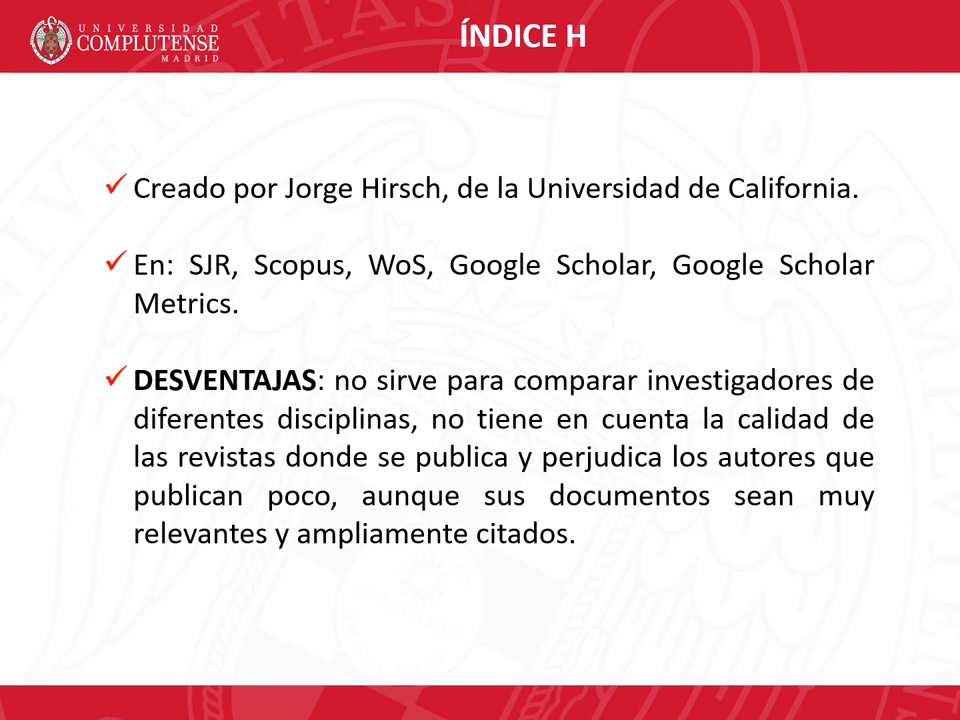 UNIVERSIDAD
COMPLUTENSE
MADRID
ÍNDICE H
Creado por Jorge Hirsch, de la Universidad de California.
En: SJR, Scopus, WoS, Google Scholar, Google Scholar
Metrics.
DESVENTAJAS: no sirve para comparar investigadores de
diferentes disciplinas, no tiene en cuenta la calidad de
las revistas donde se publica y perjudica los autores que
publican poco, aunque sus documentos sean muy
relevantes y ampliamente citados.